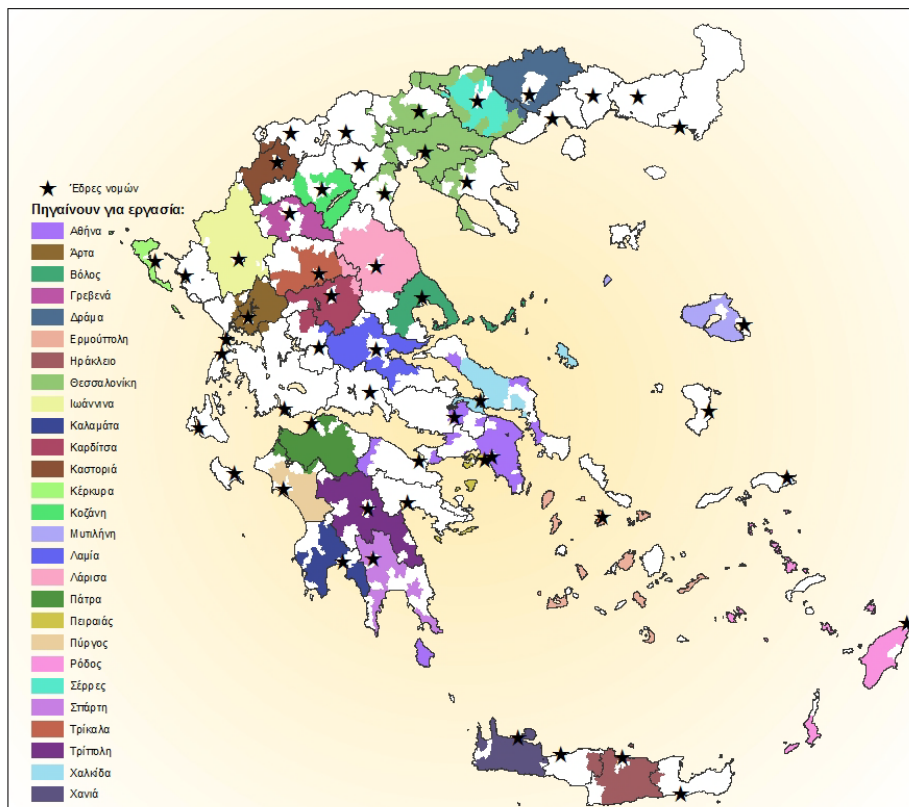 Έδρες νομών
Πηγαίνουν για εργασία:
Αθήνα
Άρτα
Βόλος
Γρεβενά
Δράμα
Ερμούπολη
Ηράκλειο
Θεσσαλονίκη
Ιωάννινα
Καλαμάτα
Καρδίτσα
Καστοριά
Κέρκυρα
Κοζάνη
Μυτιλήνη
Λαμία
Λάρισα
Πάτρα
Πειραιάς
Πύργος
Ρόδος
Σέρρες
Σπάρτη
Τρίκαλα
Τρίπολη
Χαλκίδα
Χανιά